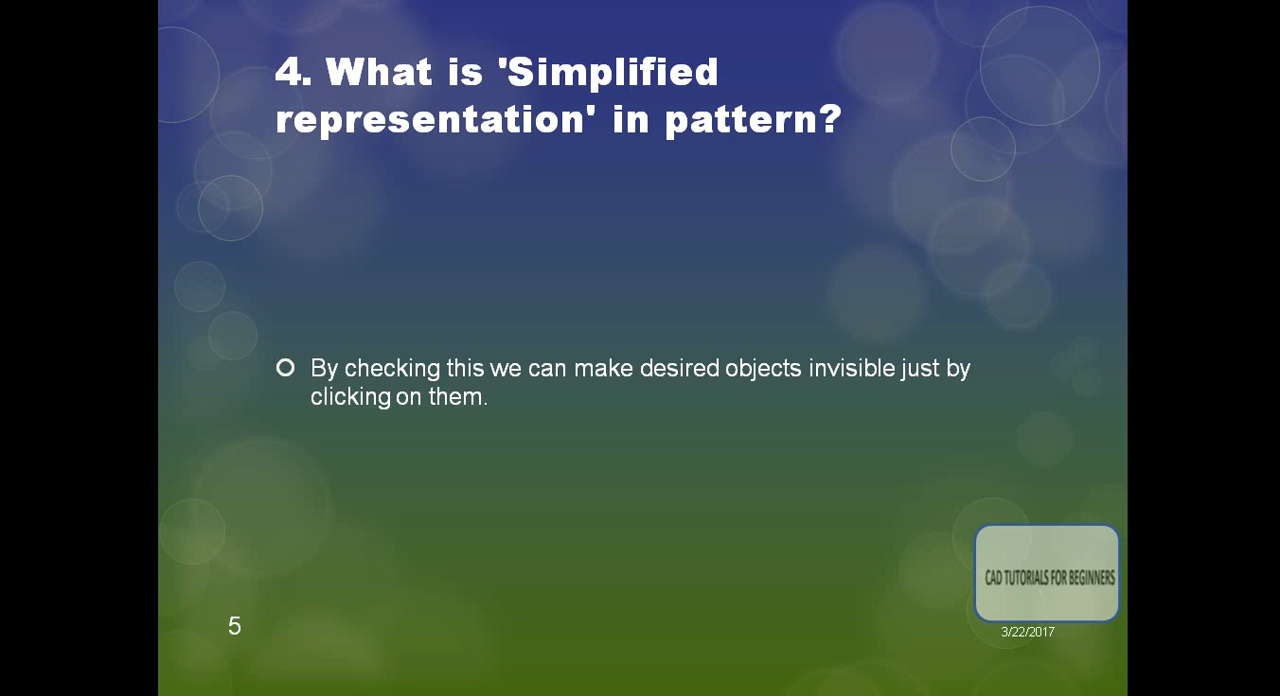 4. What is 'Simplified
representation' in pattern?
By checking this we can make desired objects invisible just by
clicking on them.
CAD TUTORIALS FOR BEGINNERS
5
3/22/2017